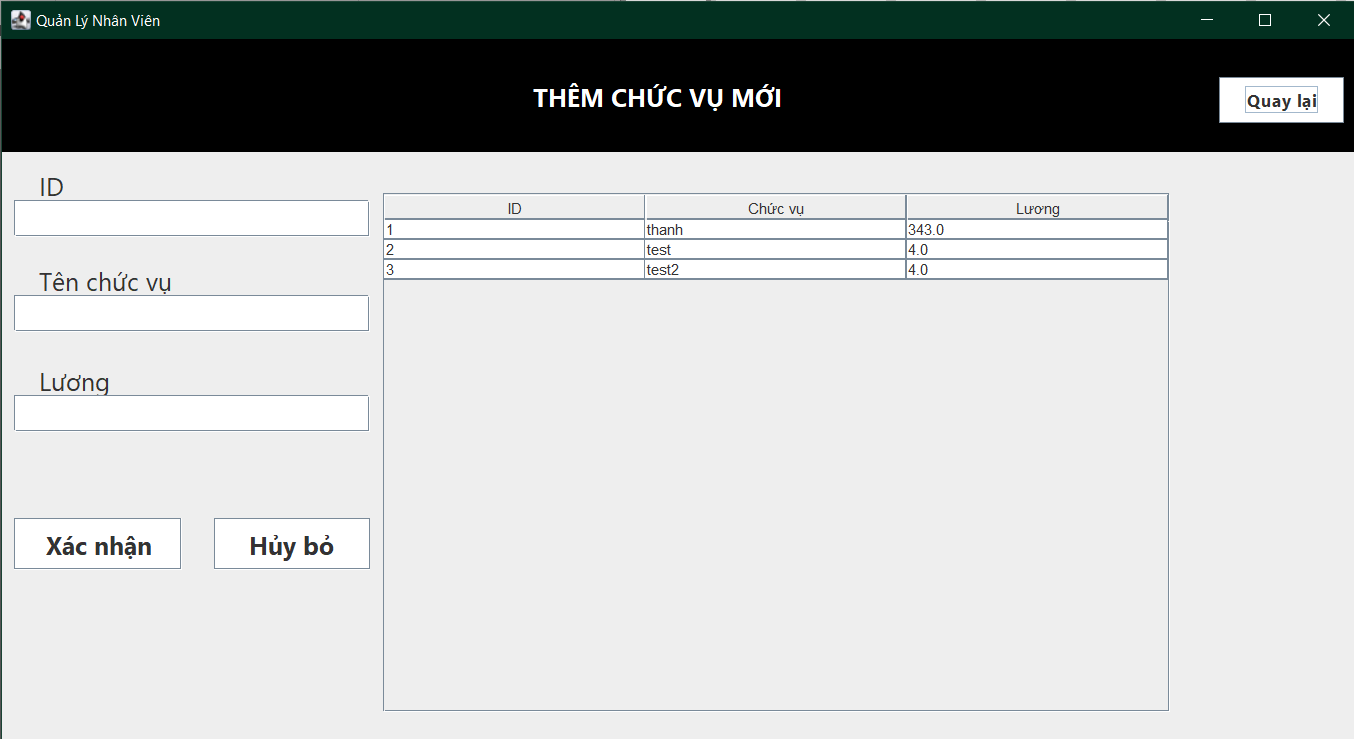 Quản Lý Nhân Viên
THÊM CHỨC VỤ MỚI
Quay lại
ID
Tên chức vụ
Lương
Xác nhận
Hủy bỏ
ID Chức vụ Lương
1 thanh 343.0
2 test 4.0
3 test2 4.0